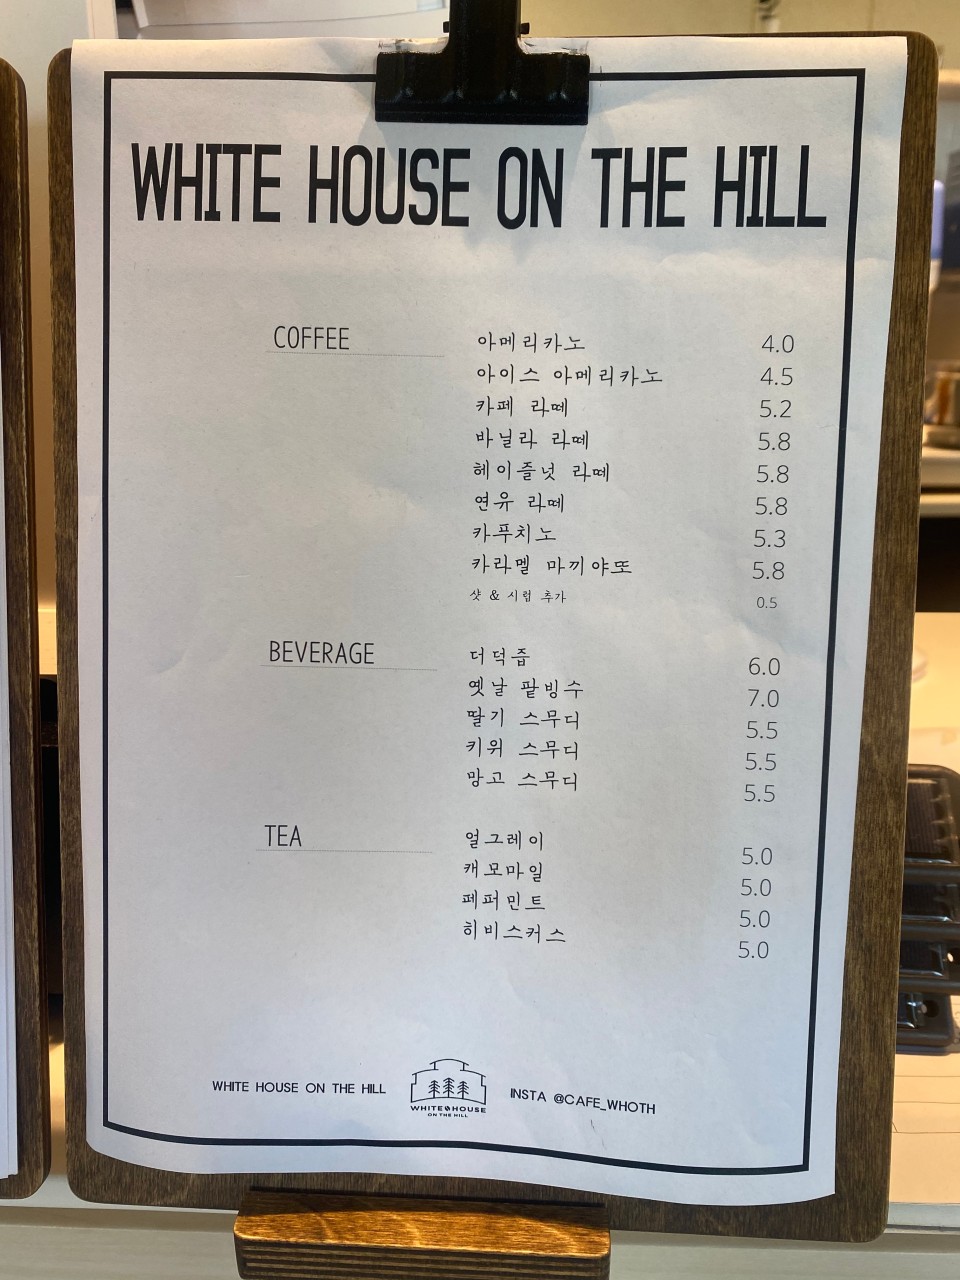 WHITE HOUSE ON THE HILL
COFFEE
아메리카노 4.0
아이스 아메리카노 4.5
카페 라떼 5.2
바닐라 라떼 5.8
헤이즐넛 라떼 5.8
연유 라떼 5.8
카푸치노 5.3
카라멜 마끼야또 5.8
샷 & 시럽 추가 0.5
BEVERAGE
더덕즙 6.0
옛날 팥빙수 7.0
딸기 스무디 5.5
키위 스무디 5.5
망고 스무디 5.5
TEA
얼그레이 5.0
캐모마일 5.0
페퍼민트 5.0
히비스커스 5.0
WHITE HOUSE ON THE HILL
WHITE HOUSE
ON THE HILL
INSTA @CAFE_WHOTH